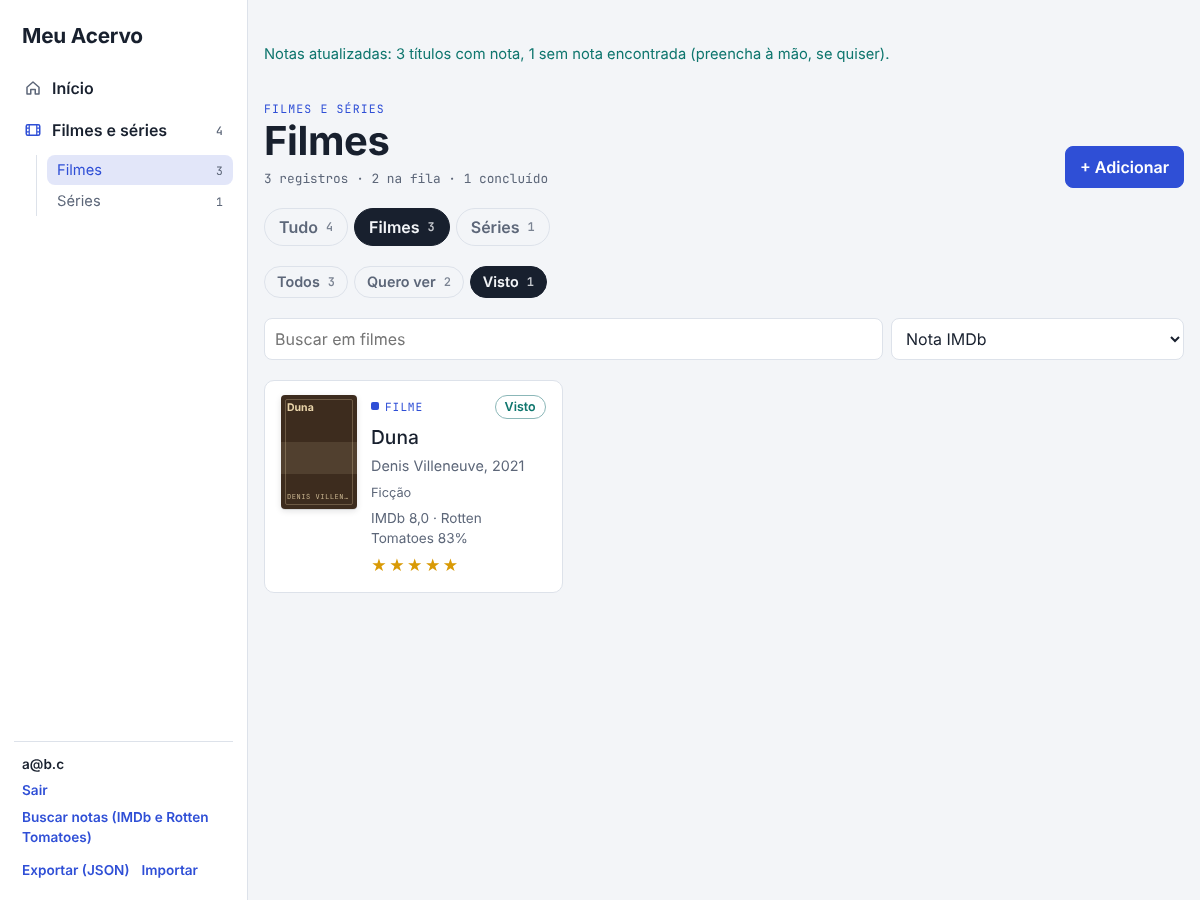 Meu Acervo
Início
Filmes e séries 4
Filmes 3
Séries 1
a@b.c
Sair
Buscar notas (IMDb e Rotten
Tomatoes)
Exportar (JSON) Importar
Notas atualizadas: 3 títulos com nota, 1 sem nota encontrada (preencha à mão, se quiser).
FILMES E SÉRIES
Filmes
3 registros · 2 na fila · 1 concluído
+ Adicionar
Tudo 4 Filmes 3 Séries 1
Todos 3 Quero ver 2 Visto 1
Buscar em filmes
Nota IMDb
Duna
DENIS VILLEN…
FILME
Visto
Duna
Denis Villeneuve, 2021
Ficção
IMDb 8,0 · Rotten
Tomatoes 83%
★★★★★